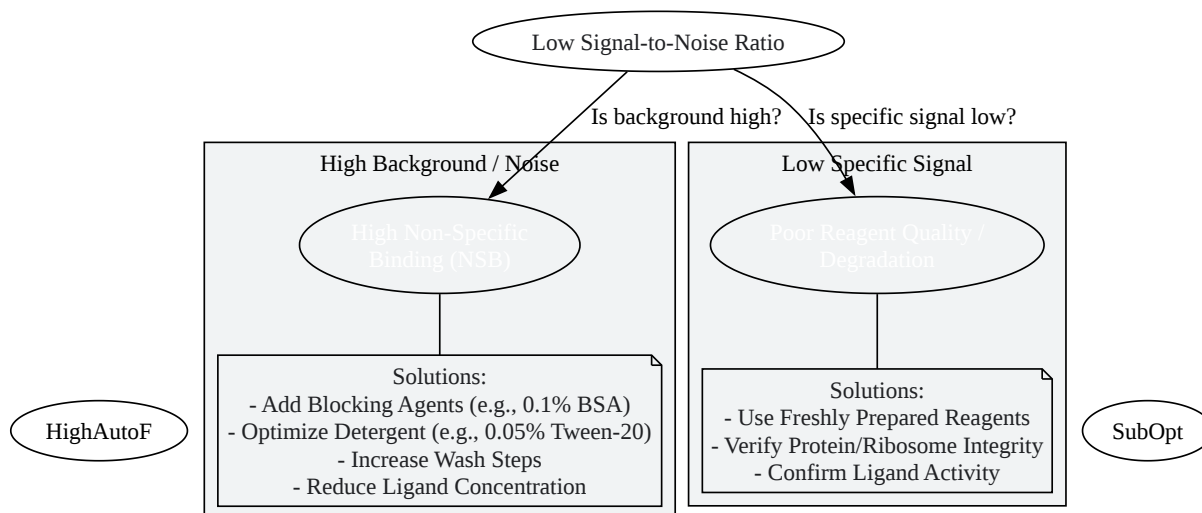 Low Signal-to-Noise Ratio
Is background high?
Is specific signal low?
High Background / Noise
High Non-Specific
Binding (NSB)
Solutions:
- Add Blocking Agents (e.g., 0.1% BSA)
- Optimize Detergent (e.g., 0.05% Tween-20)
- Increase Wash Steps
- Reduce Ligand Concentration
Low Specific Signal
Poor Reagent Quality /
Degradation
Solutions:
- Use Freshly Prepared Reagents
- Verify Protein/Ribosome Integrity
- Confirm Ligand Activity
HighAutoF
SubOpt